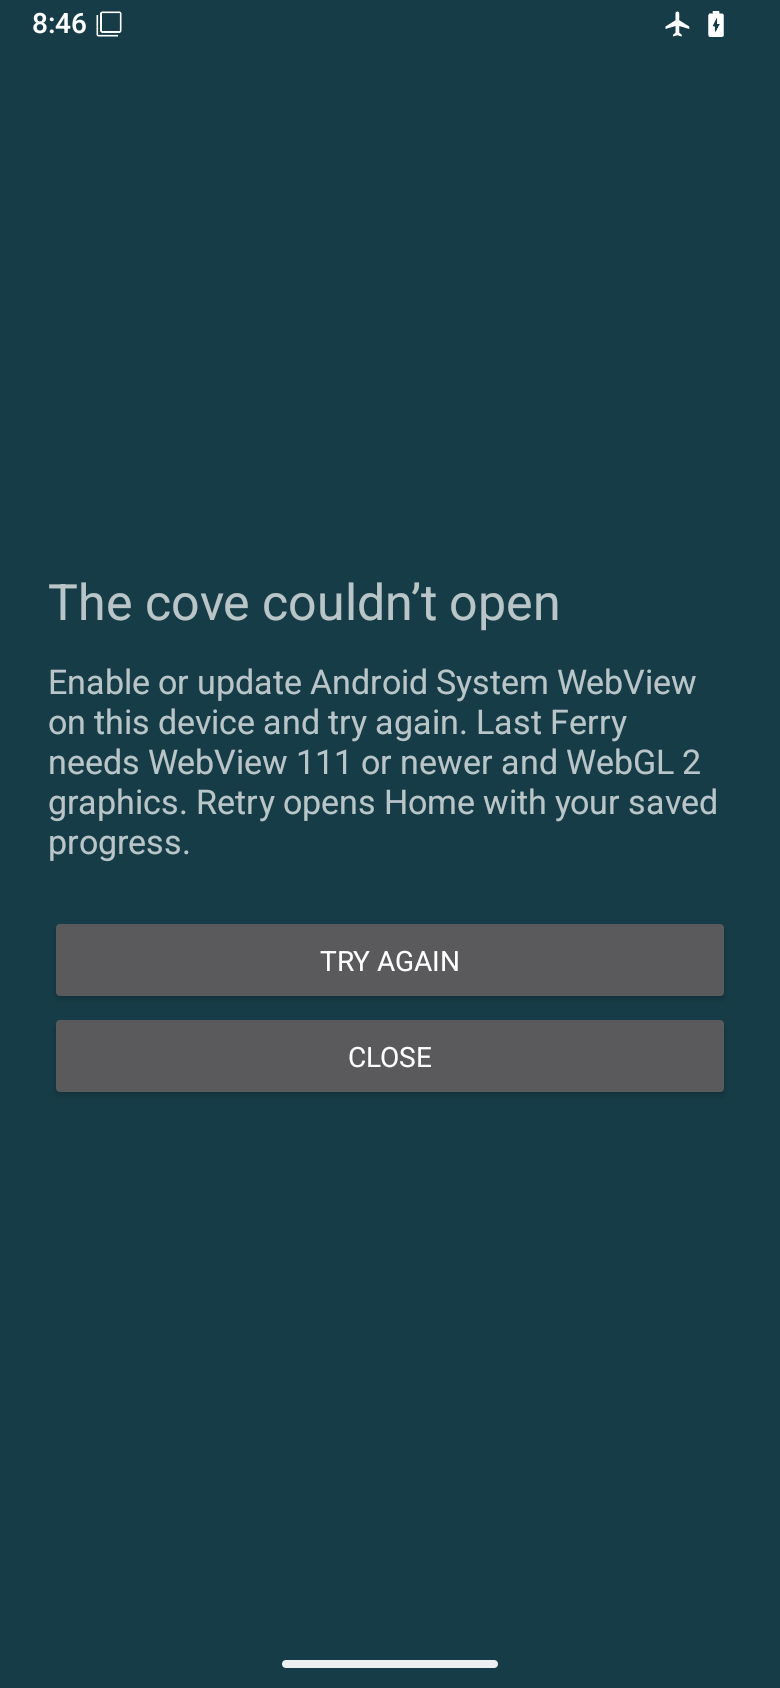 8:46
The cove couldn’t open
Enable or update Android System WebView
on this device and try again. Last Ferry
needs WebView 111 or newer and WebGL 2
graphics. Retry opens Home with your saved
progress.
TRY AGAIN
CLOSE